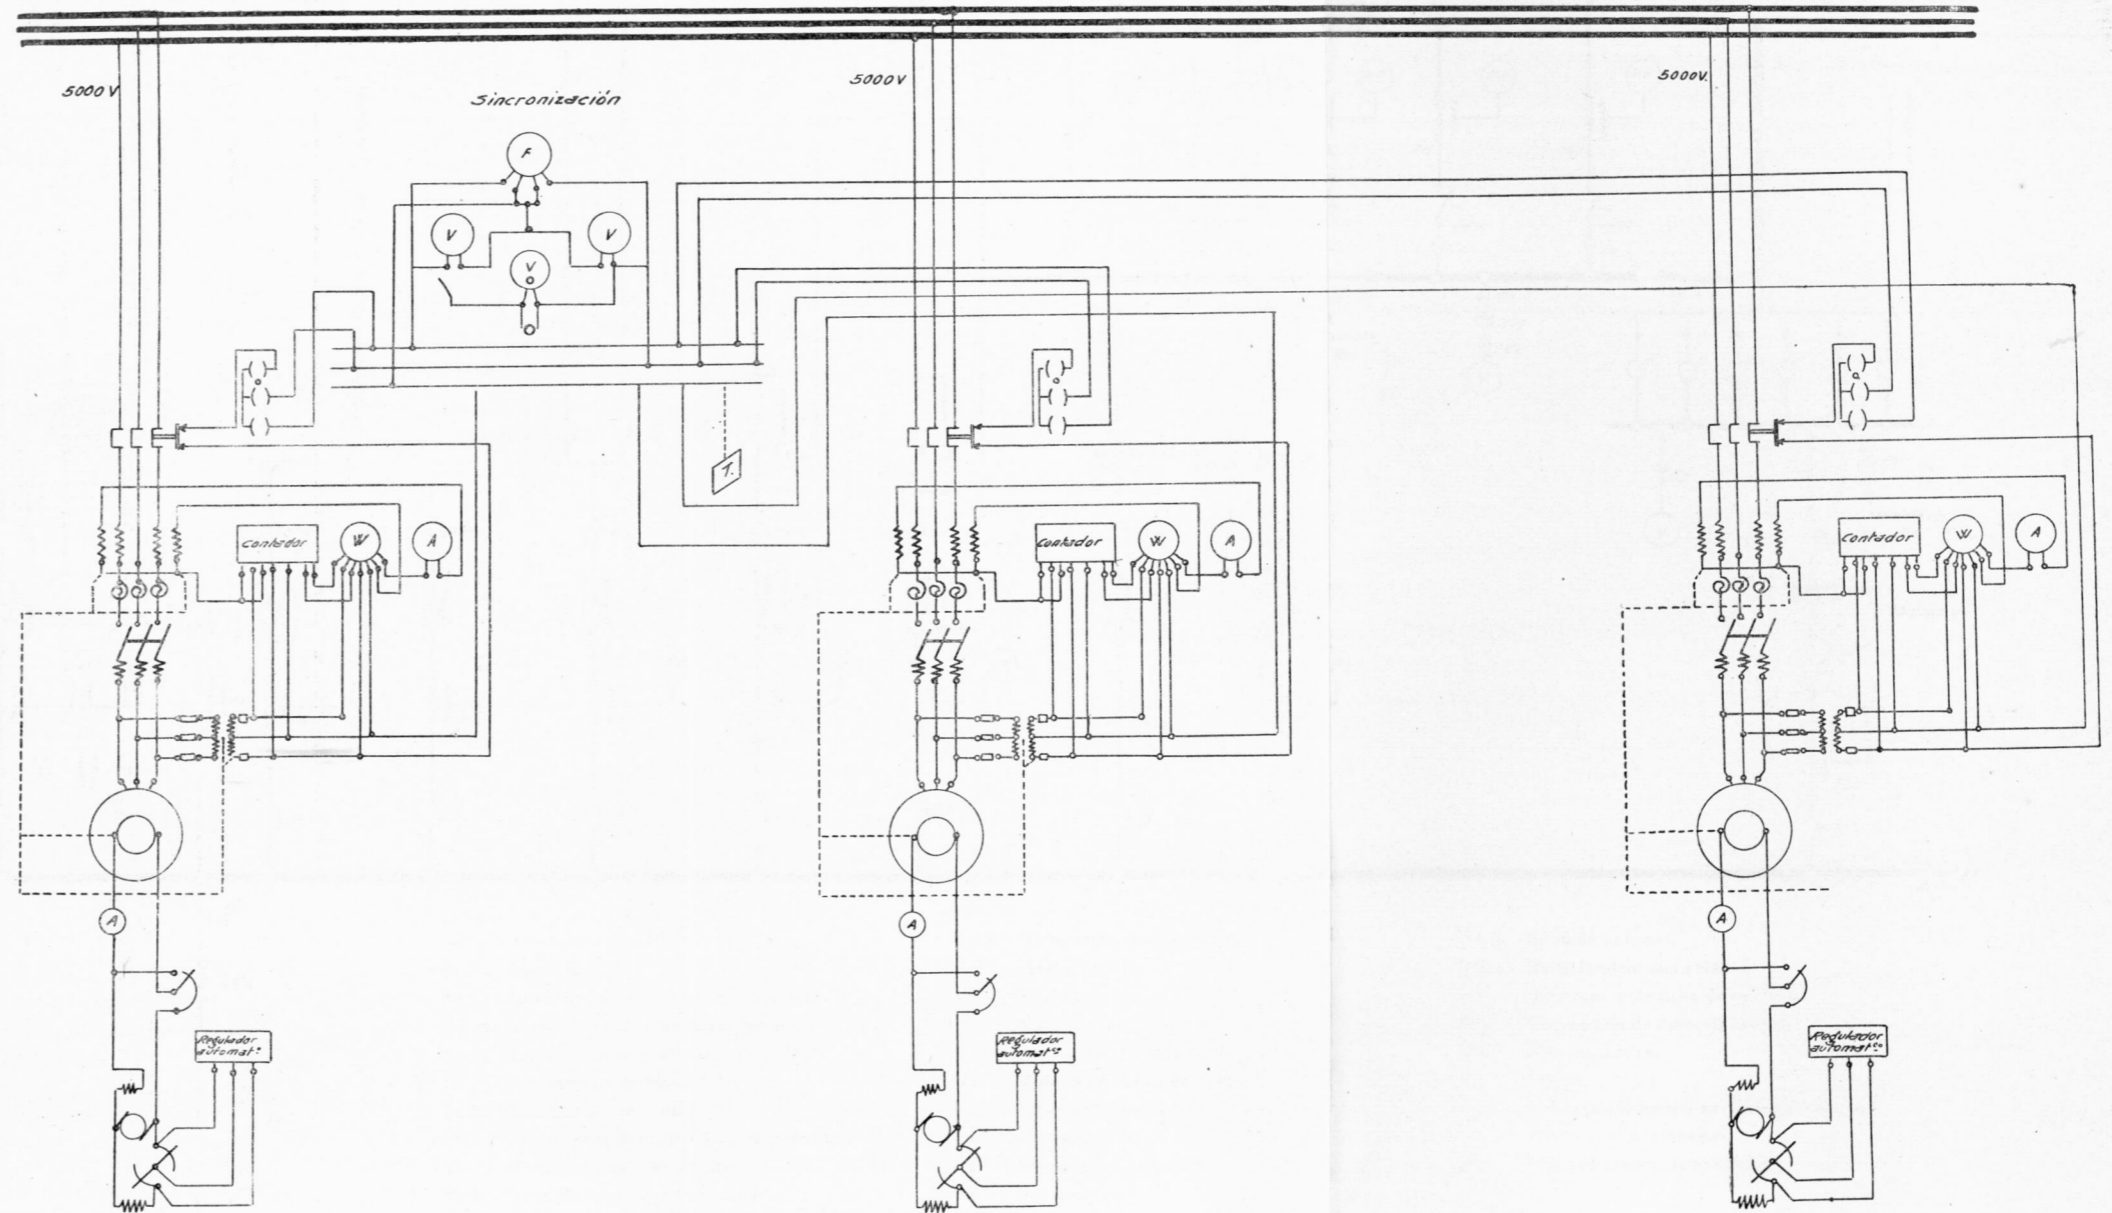 5000 V
Sincronización
5000 V
5000 V.
F
V
V
V
T.
Contador
W
A
Contador
W
A
Contador
W
A
A
A
A
Regulador
automat.º
Regulador
automat.co
Regulador
automat.co